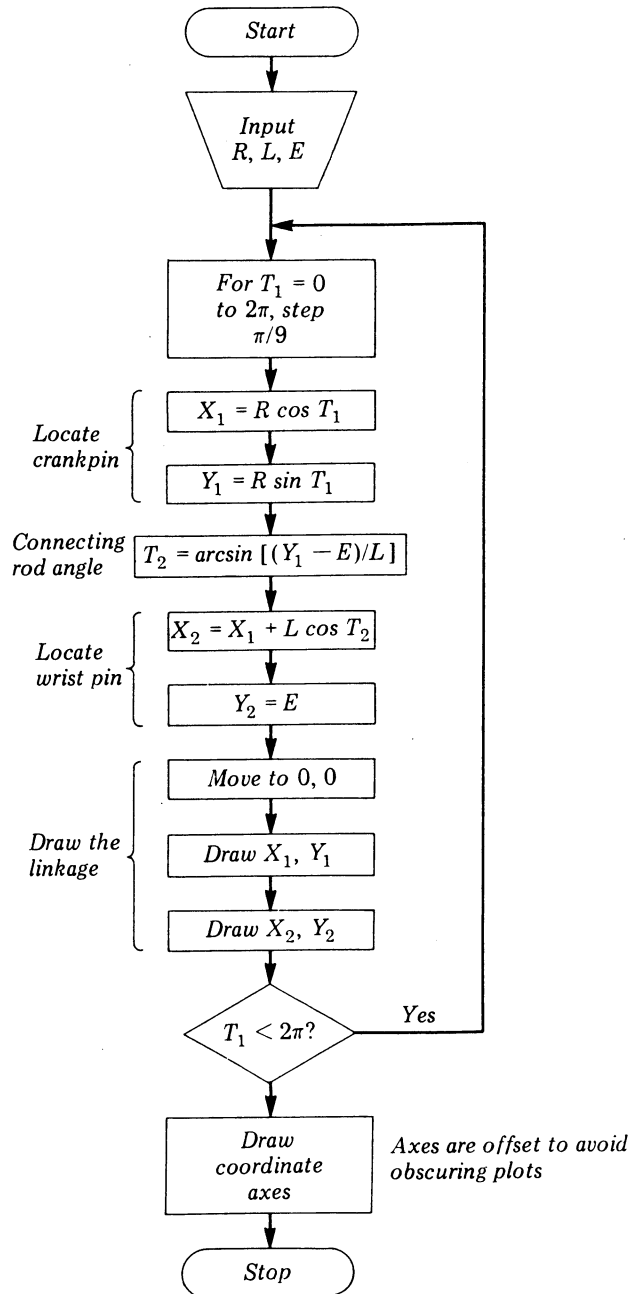 Start
Input
R, L, E
For T₁ = 0
to 2π, step
π/9
Locate
crankpin
X₁ = R cos T₁
Y₁ = R sin T₁
Connecting
rod angle
T₂ = arcsin [(Y₁ − E)/L]
Locate
wrist pin
X₂ = X₁ + L cos T₂
Y₂ = E
Draw the
linkage
Move to 0, 0
Draw X₁, Y₁
Draw X₂, Y₂
T₁ < 2π?
Yes
Draw
coordinate
axes
Axes are offset to avoid
obscuring plots
Stop